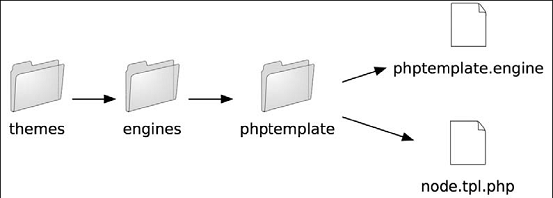 themes
engines
phptemplate
phptemplate.engine
node.tpl.php